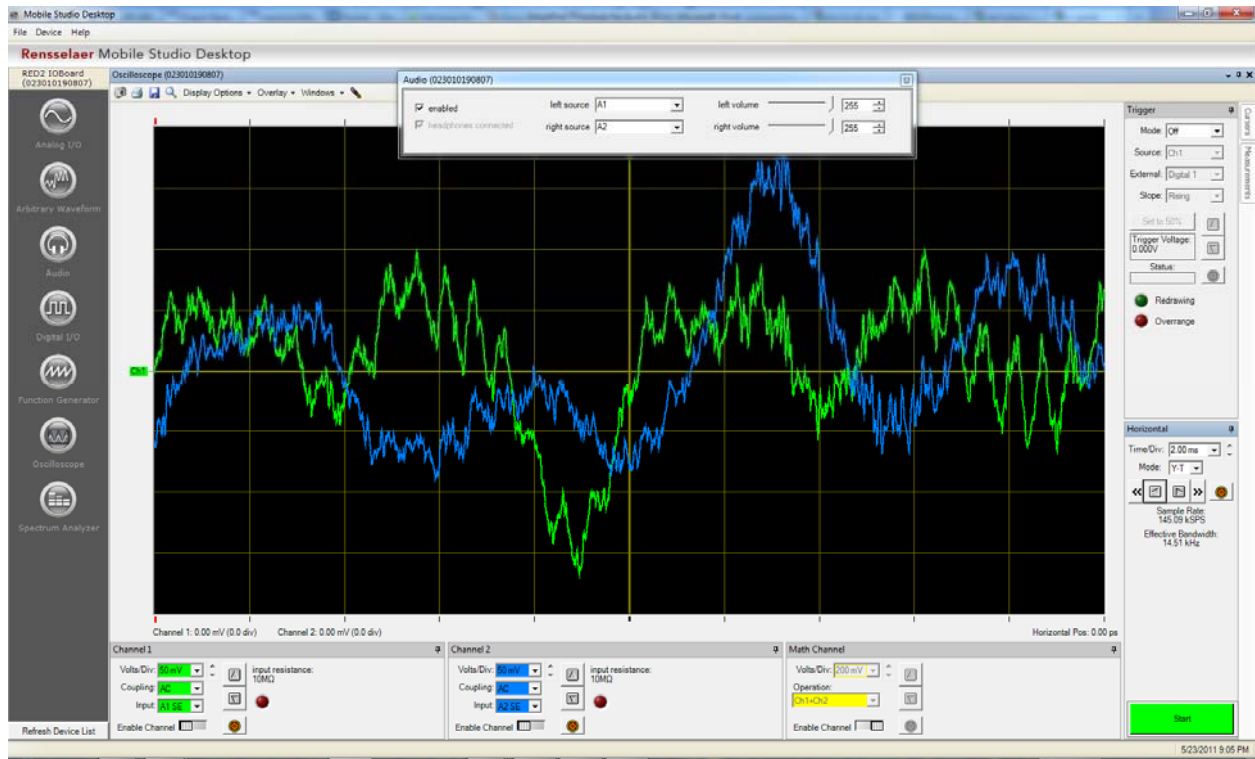 Mobile Studio Desktop
File Device Help
Rensselaer Mobile Studio Desktop
RED2 IOBoard
(023010190807)
Analog I/O
Arbitrary Waveform
Audio
Digital I/O
Function Generator
Oscilloscope
Spectrum Analyzer
Refresh Device List
Oscilloscope (023010190807)
Display Options Overlay Windows
Audio (023010190807)
enabled left source A1 left volume 255
headphones connected right source A2 right volume 255
Ch1
Channel 1: 0.00 mV (0.0 div) Channel 2: 0.00 mV (0.0 div) Horizontal Pos: 0.00 ps
Channel 1
Volts/Div: 50 mV input resistance:
10MΩ
Coupling: AC
Input: A1 SE
Enable Channel
Channel 2
Volts/Div: 50 mV input resistance:
10MΩ
Coupling: AC
Input: A2 SE
Enable Channel
Math Channel
Volts/Div: 200 mV
Operation:
Ch1+Ch2
Enable Channel
Trigger
Mode: Off
Source: Ch1
External: Digital 1
Slope: Rising
Set to 50%
Trigger Voltage:
0.000V
Status:
Redrawing
Overrange
Cursors
Measurements
Horizontal
Time/Div: 2.00 ms
Mode: Y-T
Sample Rate:
145.09 kSPS
Effective Bandwidth:
14.51 kHz
Start
5/23/2011 9:05 PM